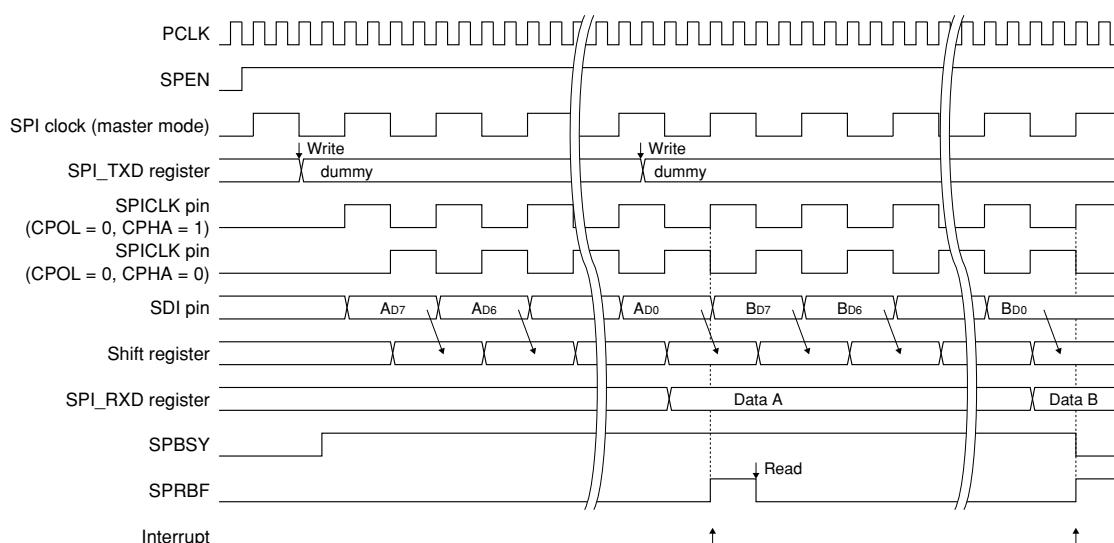 PCLK
SPEN
SPI clock (master mode)
Write Write
SPI_TXD register dummy dummy
SPICLK pin
(CPOL = 0, CPHA = 1)
SPICLK pin
(CPOL = 0, CPHA = 0)
SDI pin AD7 AD6 AD0 BD7 BD6 BD0
Shift register
SPI_RXD register Data A Data B
SPBSY
Read
SPRBF
Interrupt